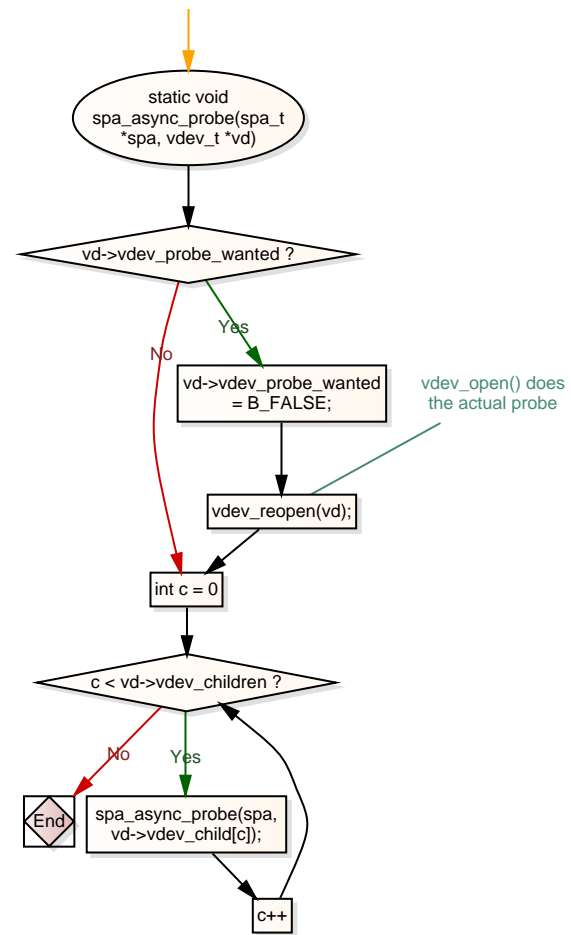 static void
spa_async_probe(spa_t
*spa, vdev_t *vd)
vd->vdev_probe_wanted ?
Yes
No
vd->vdev_probe_wanted
= B_FALSE;
vdev_open() does
the actual probe
vdev_reopen(vd);
int c = 0
c < vd->vdev_children ?
No
Yes
End
spa_async_probe(spa,
vd->vdev_child[c]);
c++